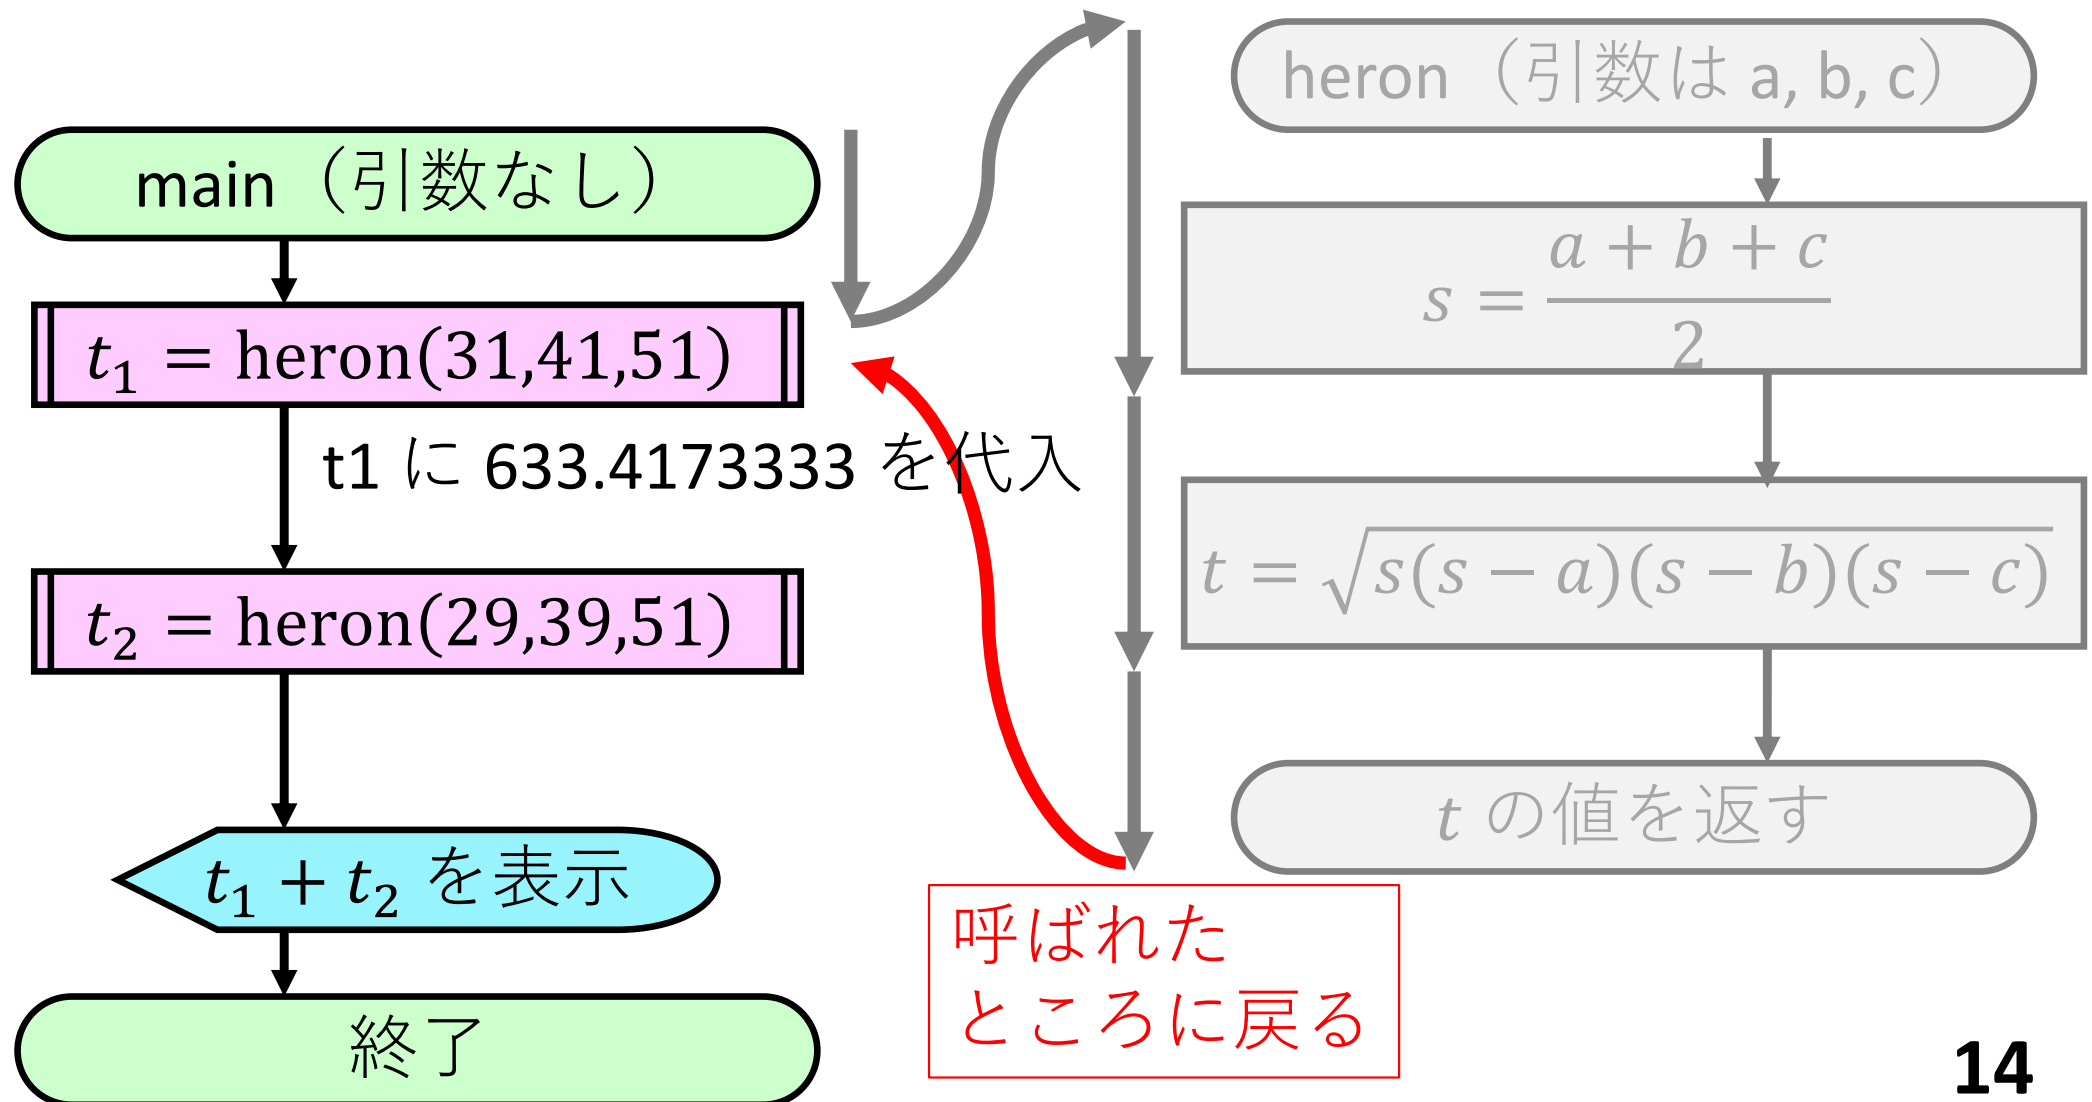 main（引数なし）
t₁ = heron(31,41,51)
t1 に 633.4173333 を代入
t₂ = heron(29,39,51)
t₁ + t₂ を表示
終了
heron（引数は a, b, c）
s = \frac{a + b + c}{2}
t = √s(s − a)(s − b)(s − c)
t の値を返す
呼ばれた
ところに戻る
14